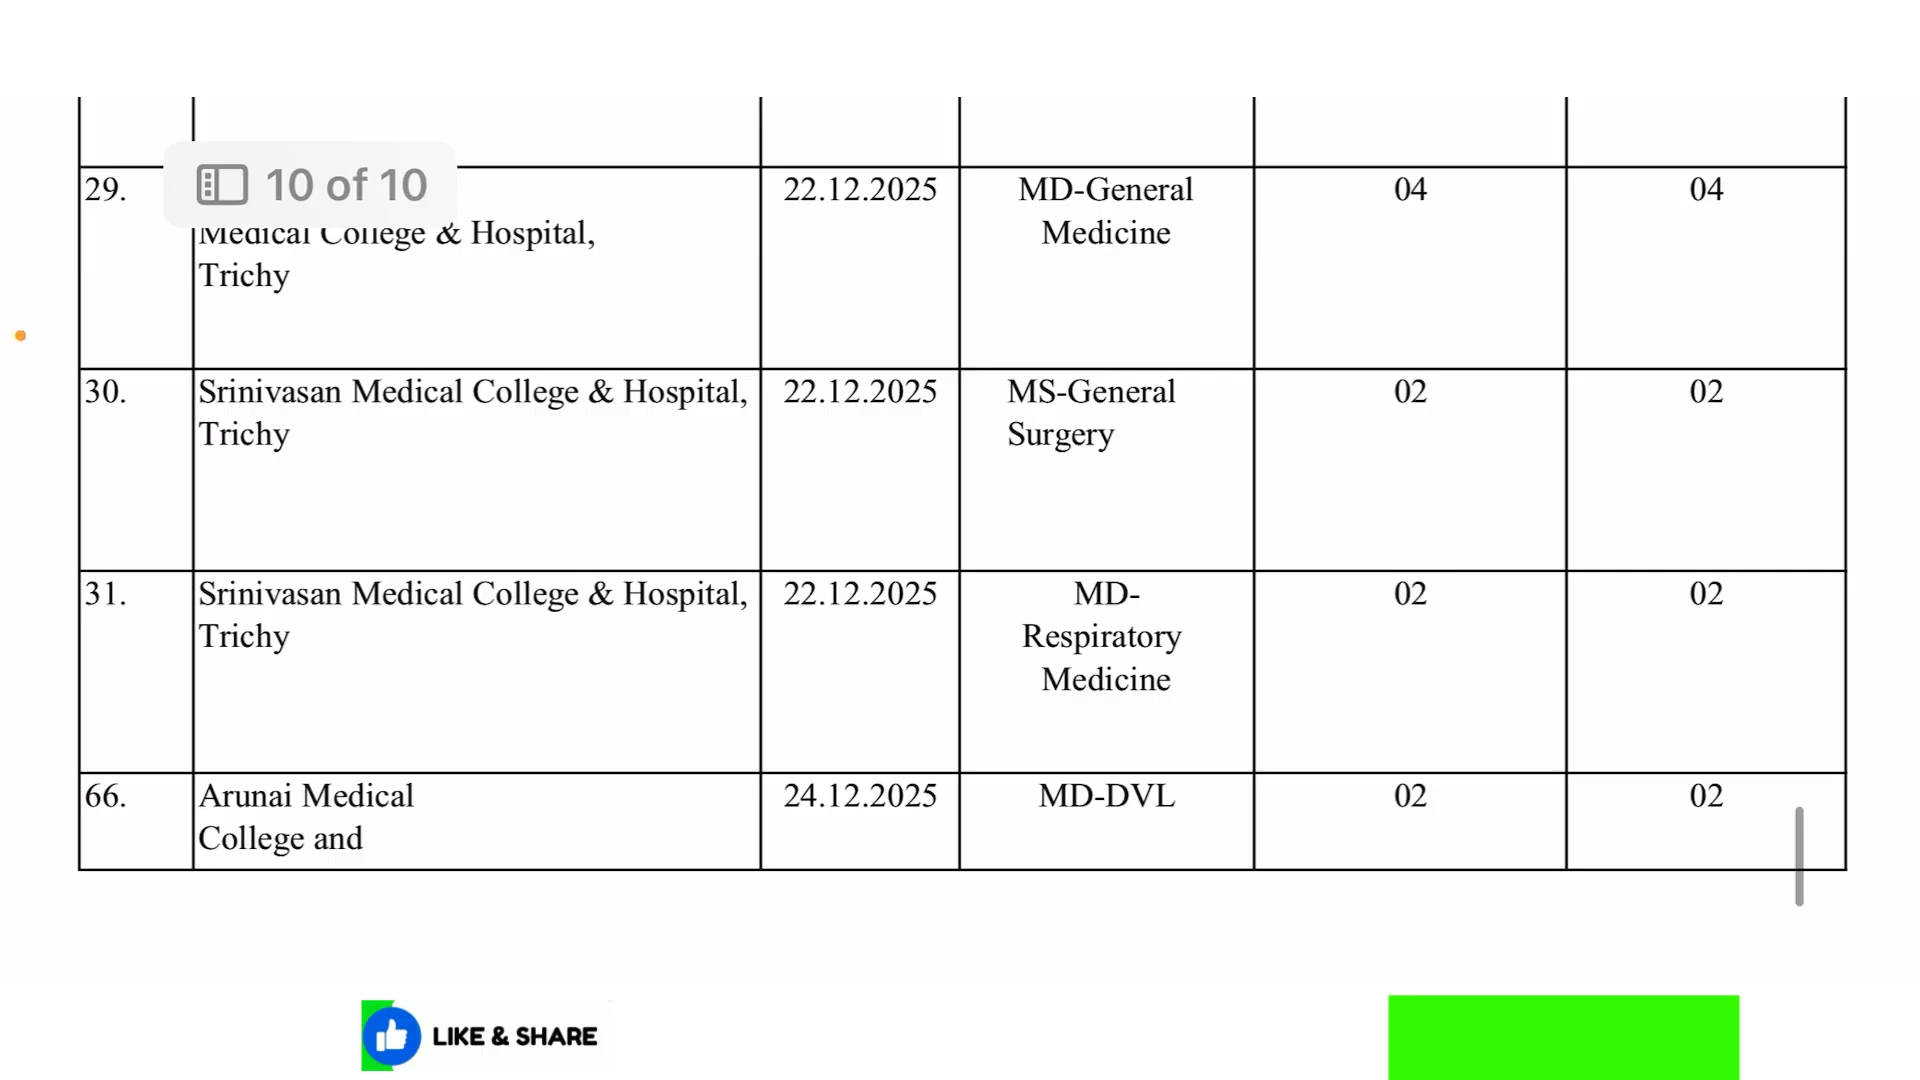 10 of 10
29.
Medical College & Hospital,
Trichy
22.12.2025
MD-General
Medicine
04
04
30.
Srinivasan Medical College & Hospital,
Trichy
22.12.2025
MS-General
Surgery
02
02
31.
Srinivasan Medical College & Hospital,
Trichy
22.12.2025
MD-
Respiratory
Medicine
02
02
66.
Arunai Medical
College and
24.12.2025
MD-DVL
02
02
LIKE & SHARE